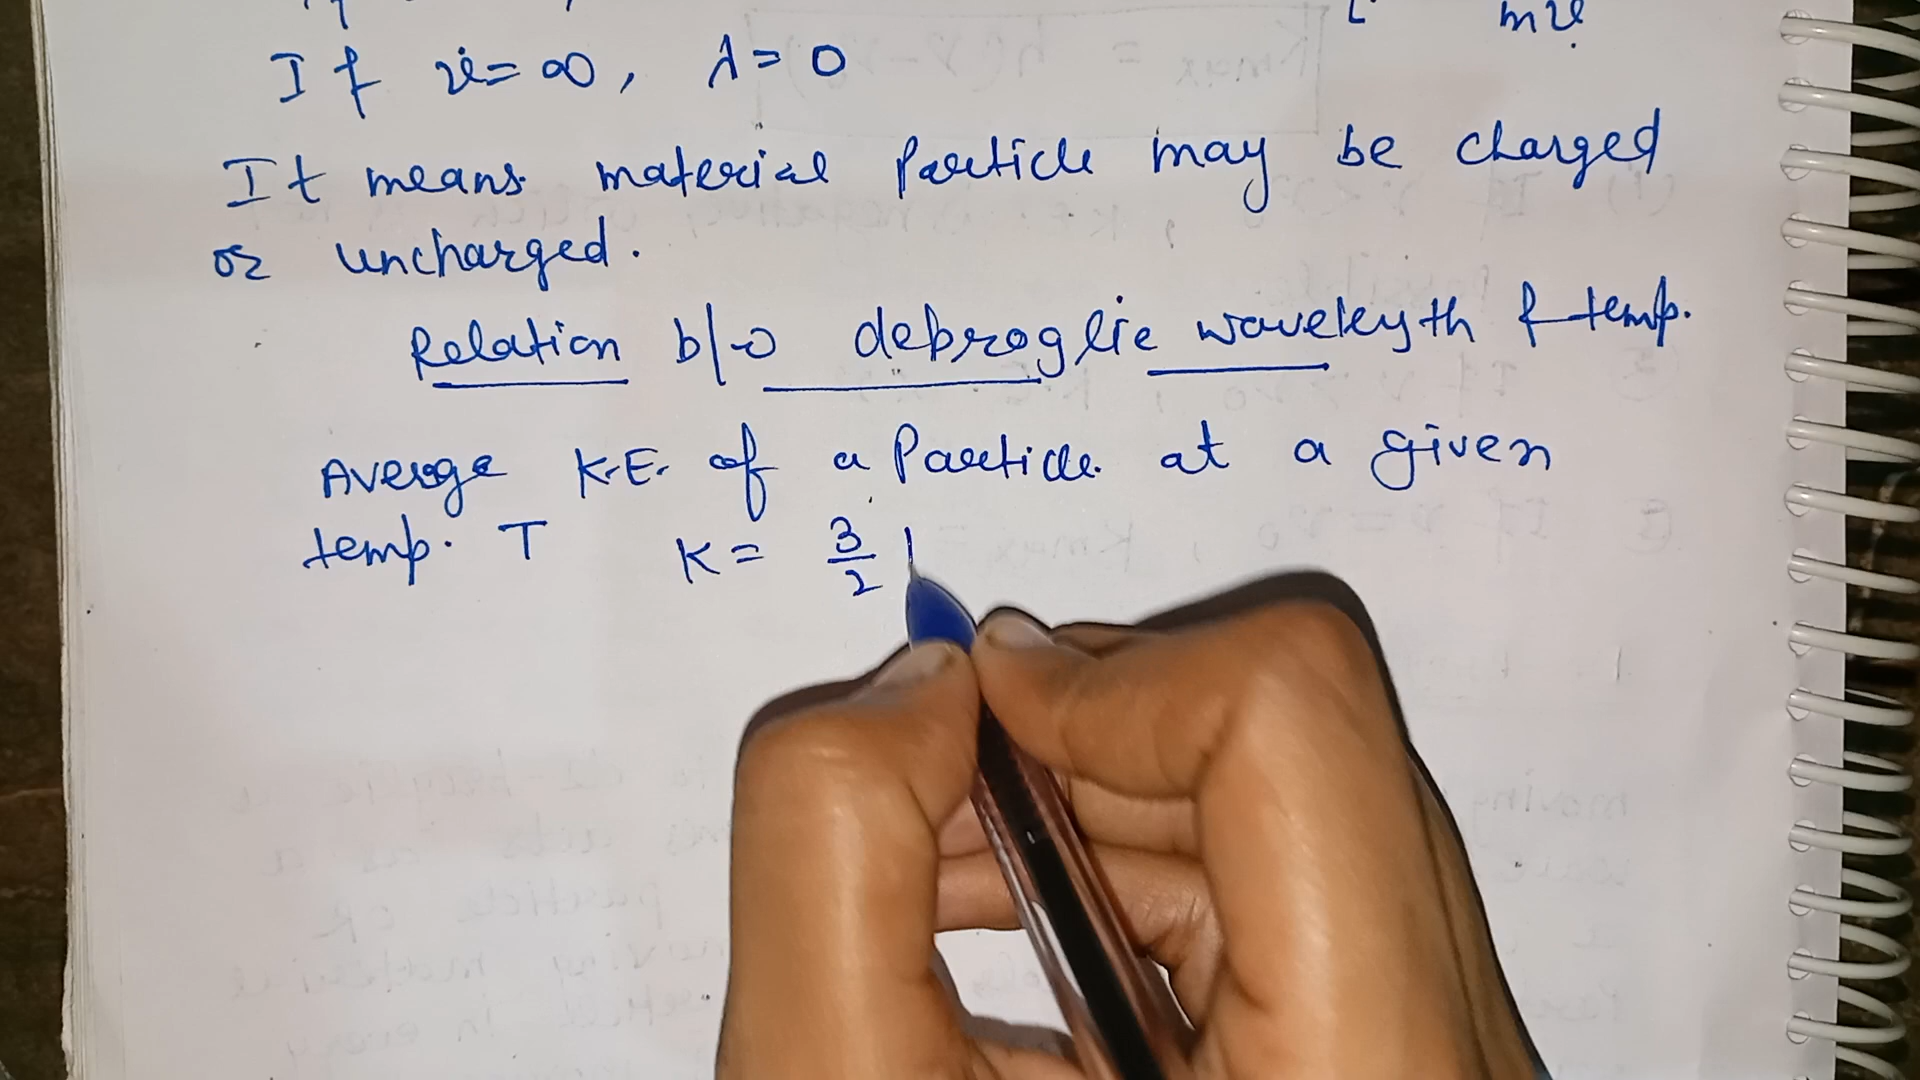 mv
If v = ∞, λ = 0
It means material Particle may be charged
or uncharged.
Relation b/w debroglie wavelength & temp.
Average K.E. of a Particle at a given
temp. T K = 3/2